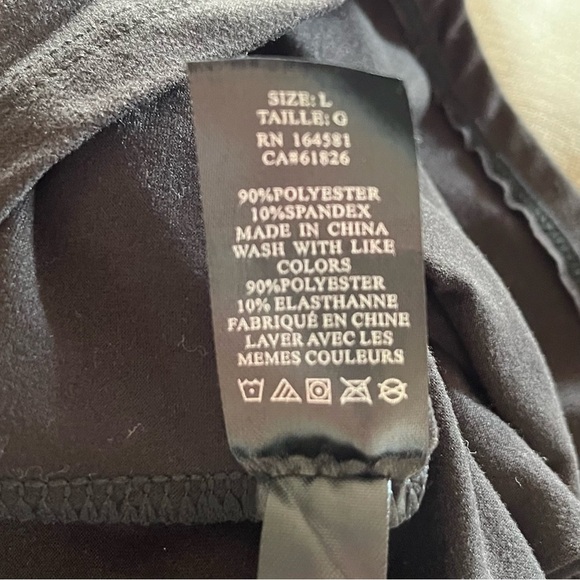 SIZE: L
TAILLE: G
RN 164581
CA#61826
90%POLYESTER
10%SPANDEX
MADE IN CHINA
WASH WITH LIKE
COLORS
90%POLYESTER
10% ELASTHANNE
FABRIQUÉ EN CHINE
LAVER AVEC LES
MEMES COULEURS